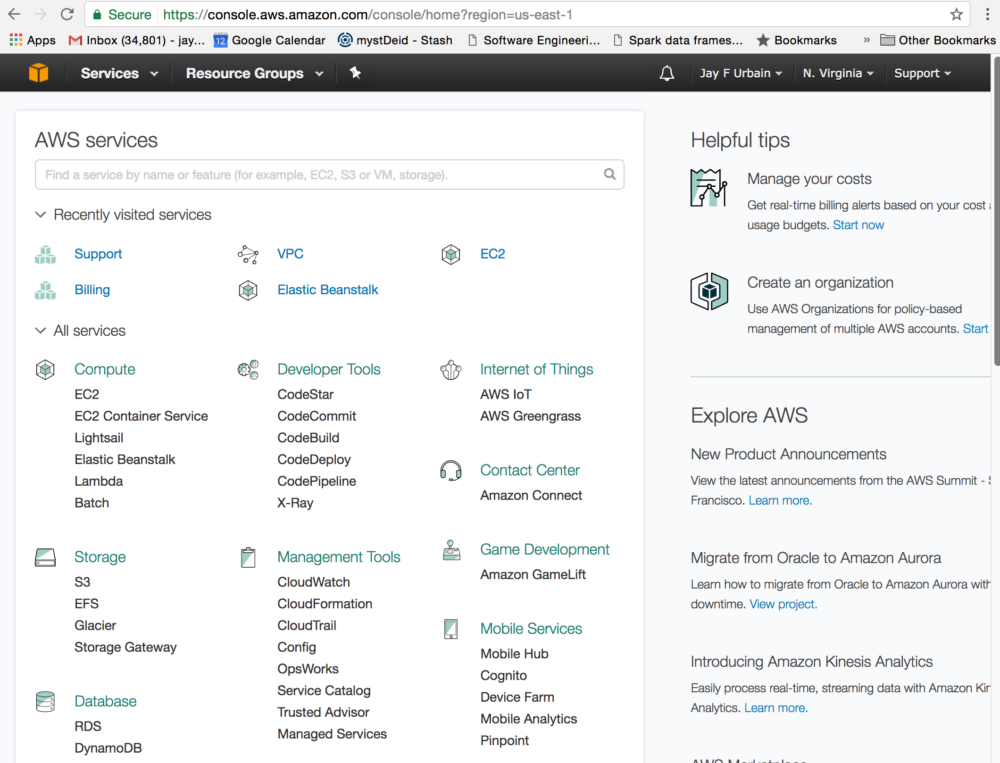 Secure https://console.aws.amazon.com/console/home?region=us-east-1
Apps Inbox (34,801) - jay... 12 Google Calendar mystDeid - Stash Software Engineeri... Spark data frames... Bookmarks » Other Bookmarks
Services Resource Groups Jay F Urbain N. Virginia Support
AWS services
Find a service by name or feature (for example, EC2, S3 or VM, storage).
Recently visited services
Support VPC EC2
Billing Elastic Beanstalk
All services
Compute
EC2
EC2 Container Service
Lightsail
Elastic Beanstalk
Lambda
Batch
Storage
S3
EFS
Glacier
Storage Gateway
Database
RDS
DynamoDB
Developer Tools
CodeStar
CodeCommit
CodeBuild
CodeDeploy
CodePipeline
X-Ray
Management Tools
CloudWatch
CloudFormation
CloudTrail
Config
OpsWorks
Service Catalog
Trusted Advisor
Managed Services
Internet of Things
AWS IoT
AWS Greengrass
Contact Center
Amazon Connect
Game Development
Amazon GameLift
Mobile Services
Mobile Hub
Cognito
Device Farm
Mobile Analytics
Pinpoint
Helpful tips
Manage your costs
Get real-time billing alerts based on your cost
usage budgets. Start now
Create an organization
Use AWS Organizations for policy-based
management of multiple AWS accounts. Start
Explore AWS
New Product Announcements
View the latest announcements from the AWS Summit -
Francisco. Learn more.
Migrate from Oracle to Amazon Aurora
Learn how to migrate from Oracle to Amazon Aurora with
downtime. View project.
Introducing Amazon Kinesis Analytics
Easily process real-time, streaming data with Amazon Kin
Analytics. Learn more.
AWS Marketplace